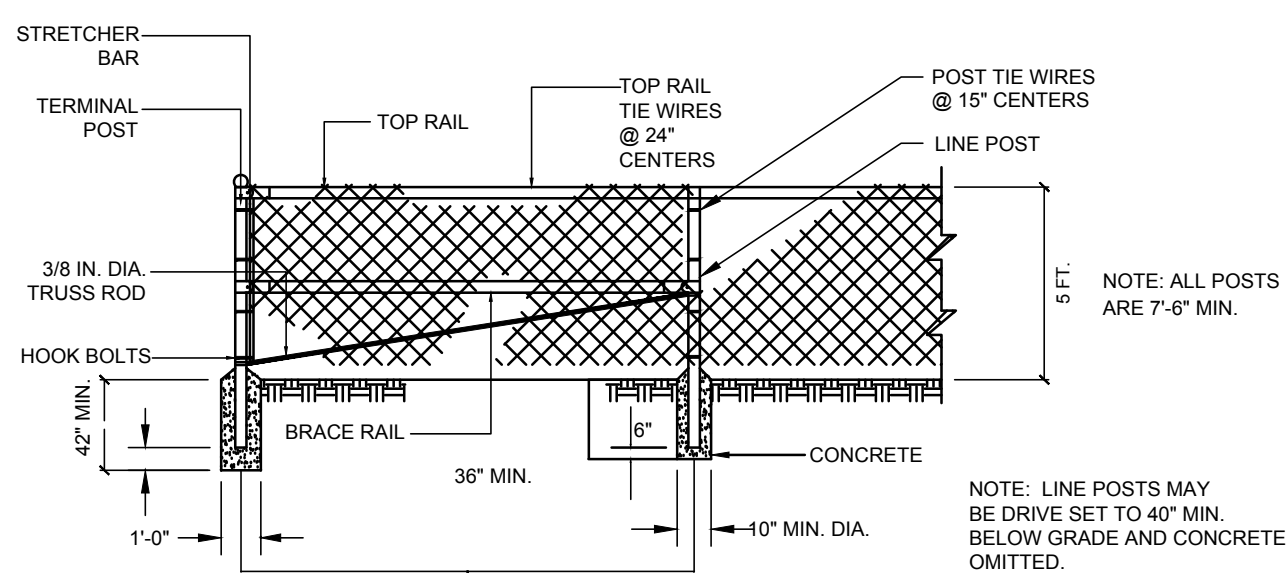 STRETCHER
BAR
TERMINAL
POST
TOP RAIL
TOP RAIL
TIE WIRES
@ 24"
CENTERS
POST TIE WIRES
@ 15" CENTERS
LINE POST
3/8 IN. DIA.
TRUSS ROD
5 FT.
NOTE: ALL POSTS
ARE 7'-6" MIN.
HOOK BOLTS
42" MIN.
BRACE RAIL
6"
CONCRETE
36" MIN.
1'-0"
10" MIN. DIA.
NOTE: LINE POSTS MAY
BE DRIVE SET TO 40" MIN.
BELOW GRADE AND CONCRETE
OMITTED.